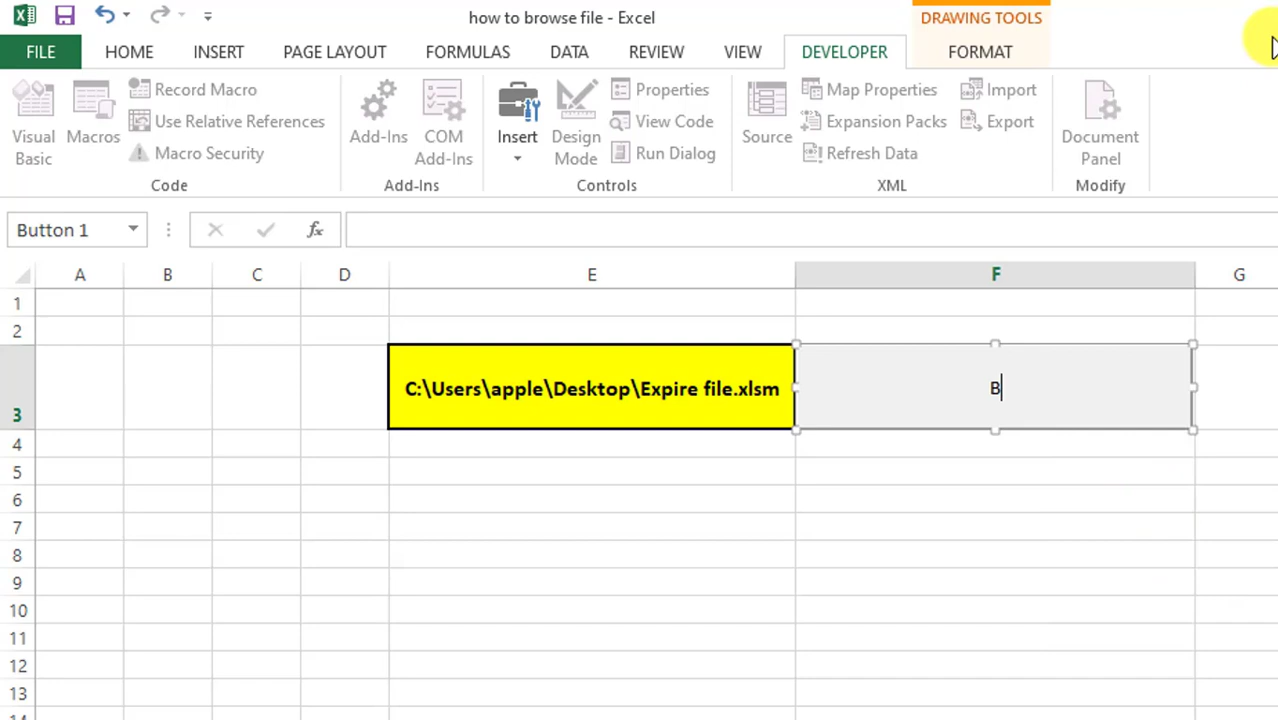 how to browse file - Excel
DRAWING TOOLS
FILE HOME INSERT PAGE LAYOUT FORMULAS DATA REVIEW VIEW DEVELOPER FORMAT
Visual Basic
Macros
Record Macro
Use Relative References
Macro Security
Code
Add-Ins
COM Add-Ins
Add-Ins
Insert
Design Mode
Properties
View Code
Run Dialog
Controls
Source
Map Properties
Expansion Packs
Refresh Data
Import
Export
XML
Document Panel
Modify
Button 1
fx
A B C D E F G
1
2
3 C:\Users\apple\Desktop\Expire file.xlsm B
4
5
6
7
8
9
10
11
12
13
14